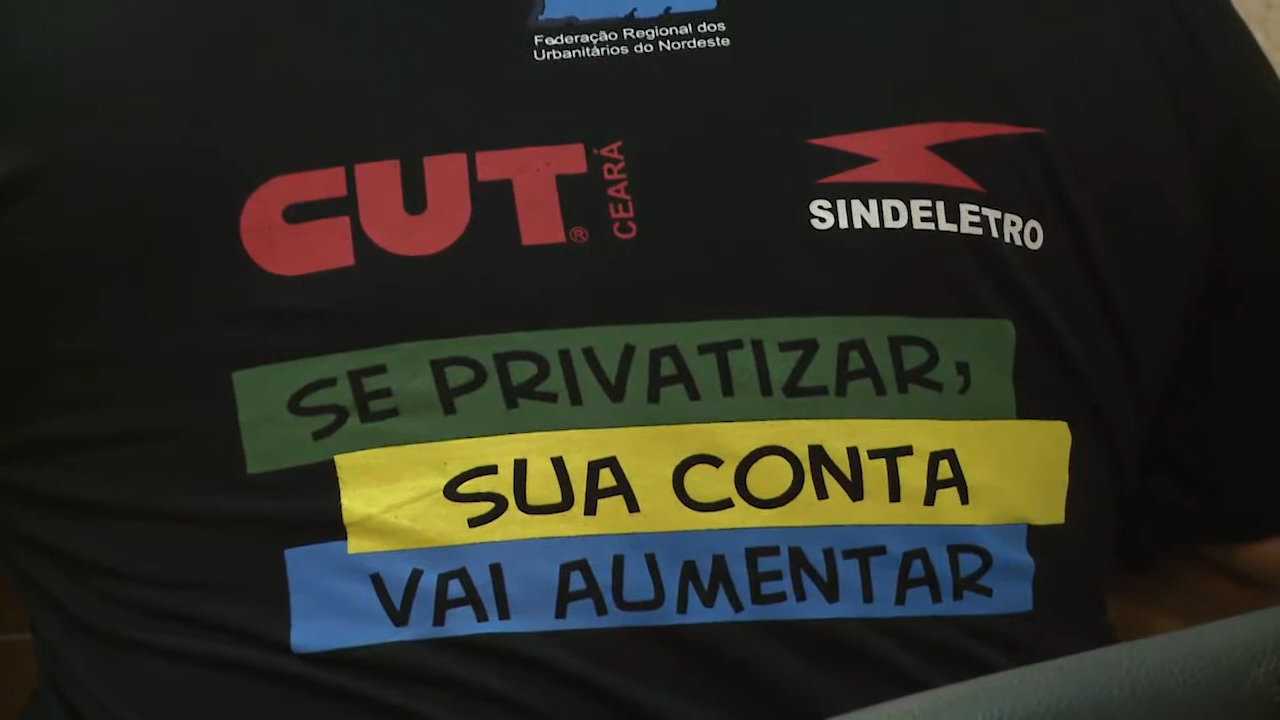 Federação Regional dos
Urbanitários do Nordeste
CUT® CEARÁ
SINDELETRO
SE PRIVATIZAR,
SUA CONTA
VAI AUMENTAR